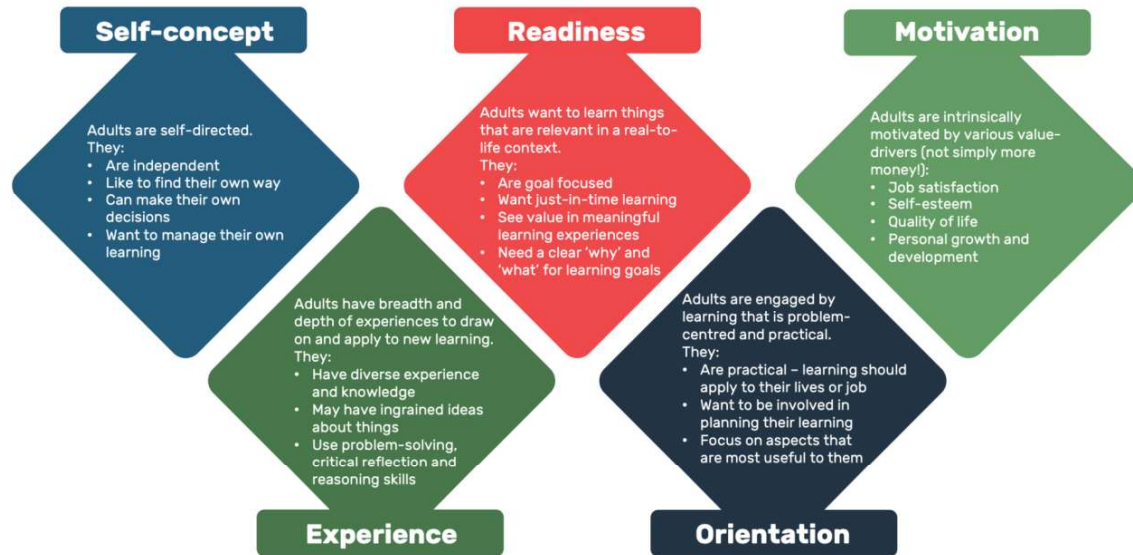 Self-concept
Adults are self-directed.
They:
• Are independent
• Like to find their own way
• Can make their own
decisions
• Want to manage their own
learning
Adults have breadth and
depth of experiences to draw
on and apply to new learning.
They:
• Have diverse experience
and knowledge
• May have ingrained ideas
about things
• Use problem-solving,
critical reflection and
reasoning skills
Experience
Readiness
Adults want to learn things
that are relevant in a real-to-
life context.
They:
• Are goal focused
• Want just-in-time learning
• See value in meaningful
learning experiences
• Need a clear ‘why’ and
‘what’ for learning goals
Adults are engaged by
learning that is problem-
centred and practical.
They:
• Are practical – learning should
apply to their lives or job
• Want to be involved in
planning their learning
• Focus on aspects that
are most useful to them
Orientation
Motivation
Adults are intrinsically
motivated by various value-
drivers (not simply more
money!):
• Job satisfaction
• Self-esteem
• Quality of life
• Personal growth and
development